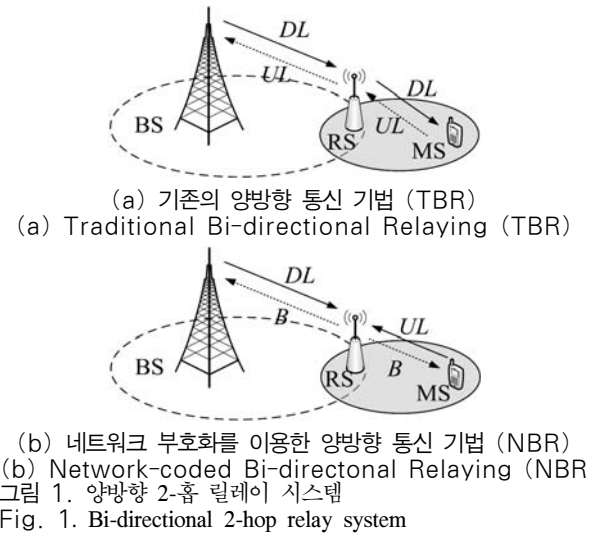 DL
UL
DL
BS
UL
RS
MS
(a) 기존의 양방향 통신 기법 (TBR)
(a) Traditional Bi-directional Relaying (TBR)
DL
B
UL
BS
B
RS
MS
(b) 네트워크 부호화를 이용한 양방향 통신 기법 (NBR)
(b) Network-coded Bi-directonal Relaying (NBR
그림 1. 양방향 2-홉 릴레이 시스템
Fig. 1. Bi-directional 2-hop relay system